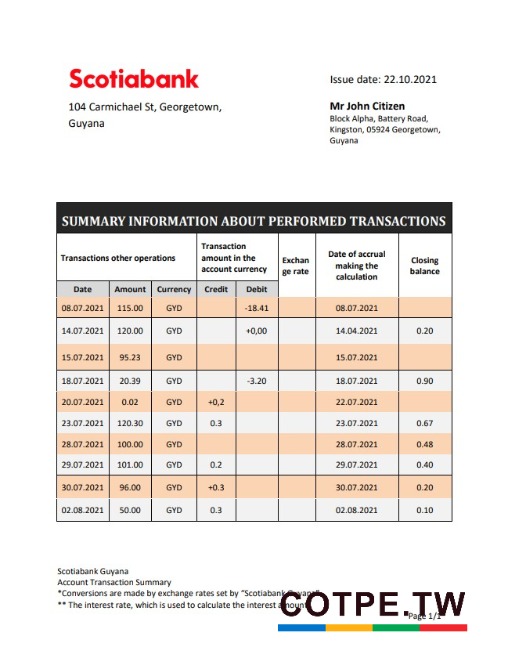 Scotiabank
104 Carmichael St, Georgetown,
Guyana
Issue date: 22.10.2021
Mr John Citizen
Block Alpha, Battery Road,
Kingston, 05924 Georgetown,
Guyana
SUMMARY INFORMATION ABOUT PERFORMED TRANSACTIONS
Transactions other operations
Transaction
amount in the
account currency
Exchan
ge rate
Date of accrual
making the
calculation
Closing
balance
Date Amount Currency Credit Debit
08.07.2021 115.00 GYD -18.41 08.07.2021
14.07.2021 120.00 GYD +0,00 14.04.2021 0.20
15.07.2021 95.23 GYD 15.07.2021
18.07.2021 20.39 GYD -3.20 18.07.2021 0.90
20.07.2021 0.02 GYD +0,2 22.07.2021
23.07.2021 120.30 GYD 0.3 23.07.2021 0.67
28.07.2021 100.00 GYD 28.07.2021 0.48
29.07.2021 101.00 GYD 0.2 29.07.2021 0.40
30.07.2021 96.00 GYD +0.3 30.07.2021 0.20
02.08.2021 50.00 GYD 0.3 02.08.2021 0.10
Scotiabank Guyana
Account Transaction Summary
*Conversions are made by exchange rates set by "Scotiabank Guyana"
** The interest rate, which is used to calculate the interest amount
COTPE.TW
Page 1/1